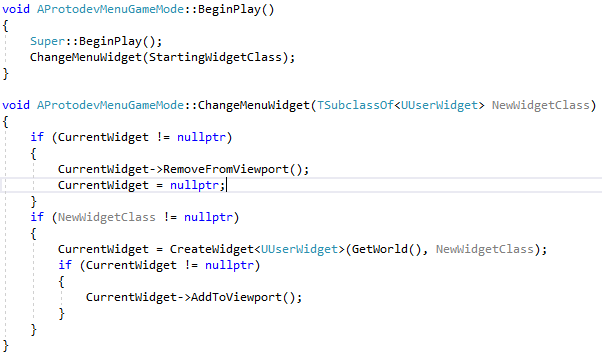 void AProtodevMenuGameMode::BeginPlay()
{
    Super::BeginPlay();
    ChangeMenuWidget(StartingWidgetClass);
}
void AProtodevMenuGameMode::ChangeMenuWidget(TSubclassOf<UUserWidget> NewWidgetClass)
{
    if (CurrentWidget != nullptr)
    {
        CurrentWidget->RemoveFromViewport();
        CurrentWidget = nullptr;
    }
    if (NewWidgetClass != nullptr)
    {
        CurrentWidget = CreateWidget<UUserWidget>(GetWorld(), NewWidgetClass);
        if (CurrentWidget != nullptr)
        {
            CurrentWidget->AddToViewport();
        }
    }
}